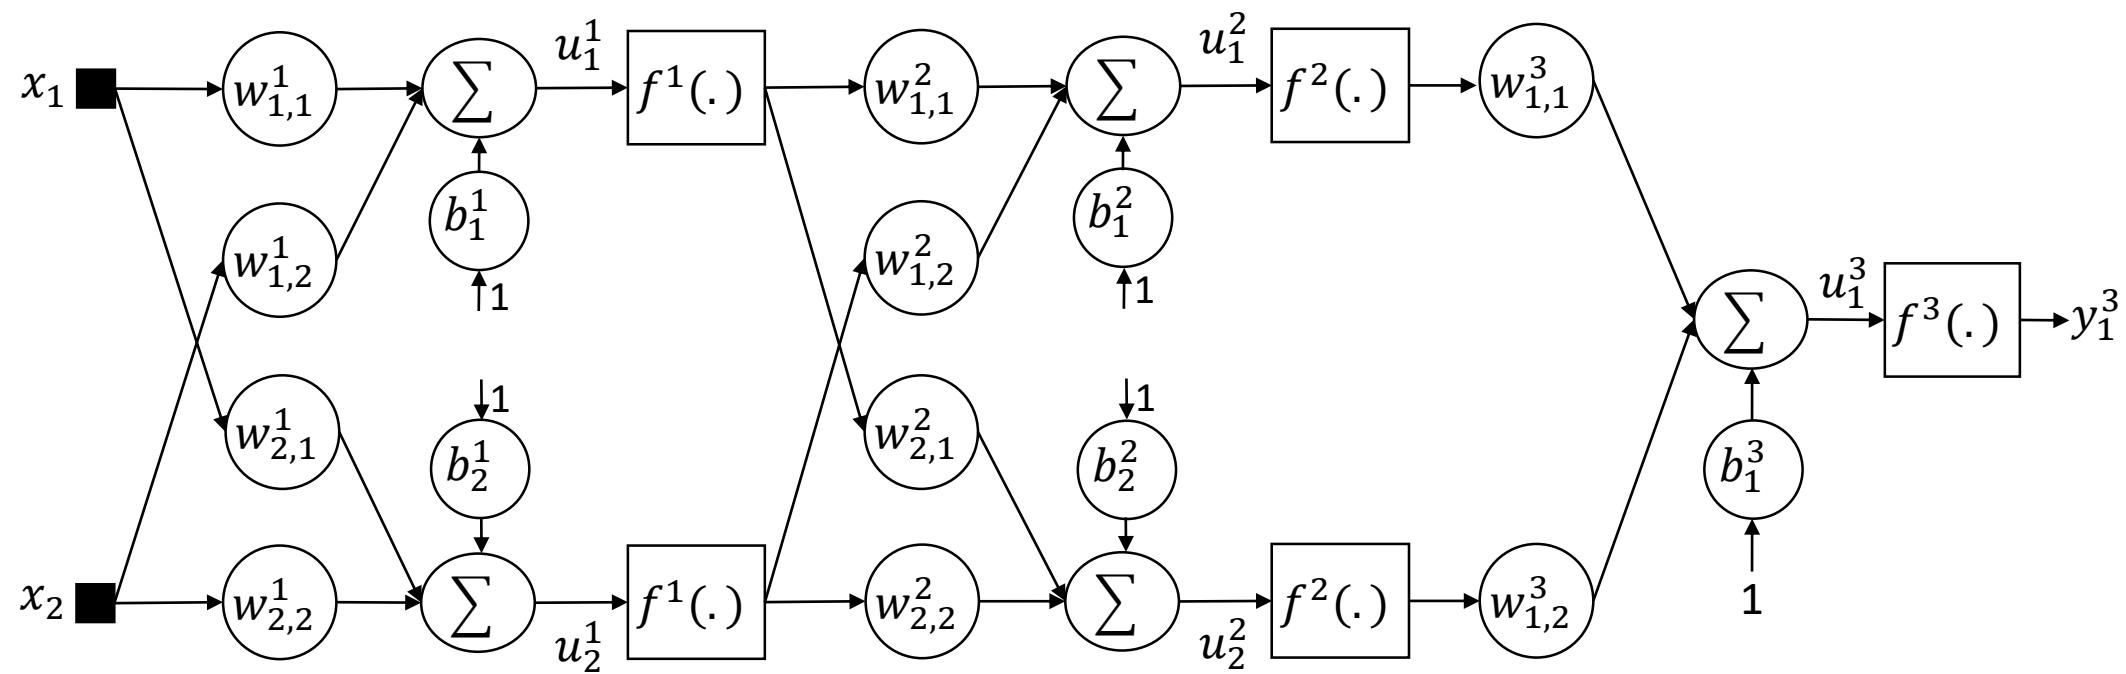 x₁ w¹₁,₁ ∑ u¹₁ f¹(.) w²₁,₁ ∑ u²₁ f²(.) w³₁,₁
b¹₁ b²₁
w¹₁,₂ 1 w²₁,₂ 1
∑ u³₁ f³(.) y³₁
1 1
w¹₂,₁ b¹₂ w²₂,₁ b²₂ b³₁
x₂ w¹₂,₂ ∑ u¹₂ f¹(.) w²₂,₂ ∑ u²₂ f²(.) w³₁,₂ 1